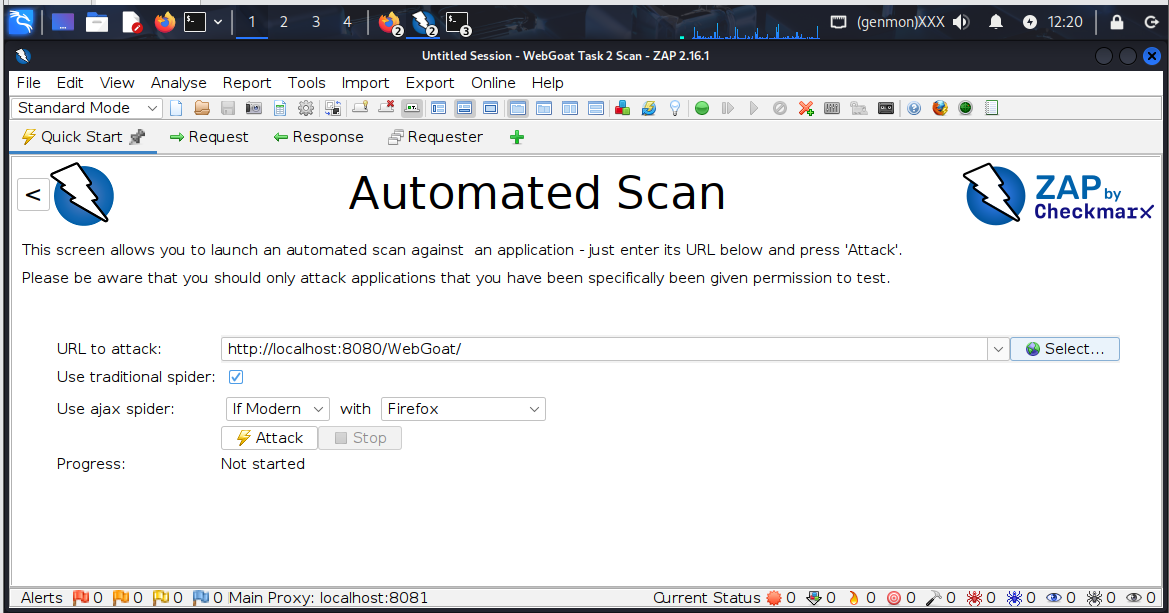 1 2 3 4 2 2 3 (genmon)XXX 12:20
Untitled Session - WebGoat Task 2 Scan - ZAP 2.16.1
File Edit View Analyse Report Tools Import Export Online Help
Standard Mode
Quick Start Request Response Requester
<
Automated Scan
ZAP by
Checkmarx
This screen allows you to launch an automated scan against  an application - just enter its URL below and press 'Attack'.
Please be aware that you should only attack applications that you have been specifically been given permission to test.
URL to attack: http://localhost:8080/WebGoat/ Select...
Use traditional spider:
Use ajax spider: If Modern with Firefox
Attack Stop
Progress: Not started
Alerts 0 0 0 0 Main Proxy: localhost:8081 Current Status 0 0 0 0 0 0 0 0 0 0